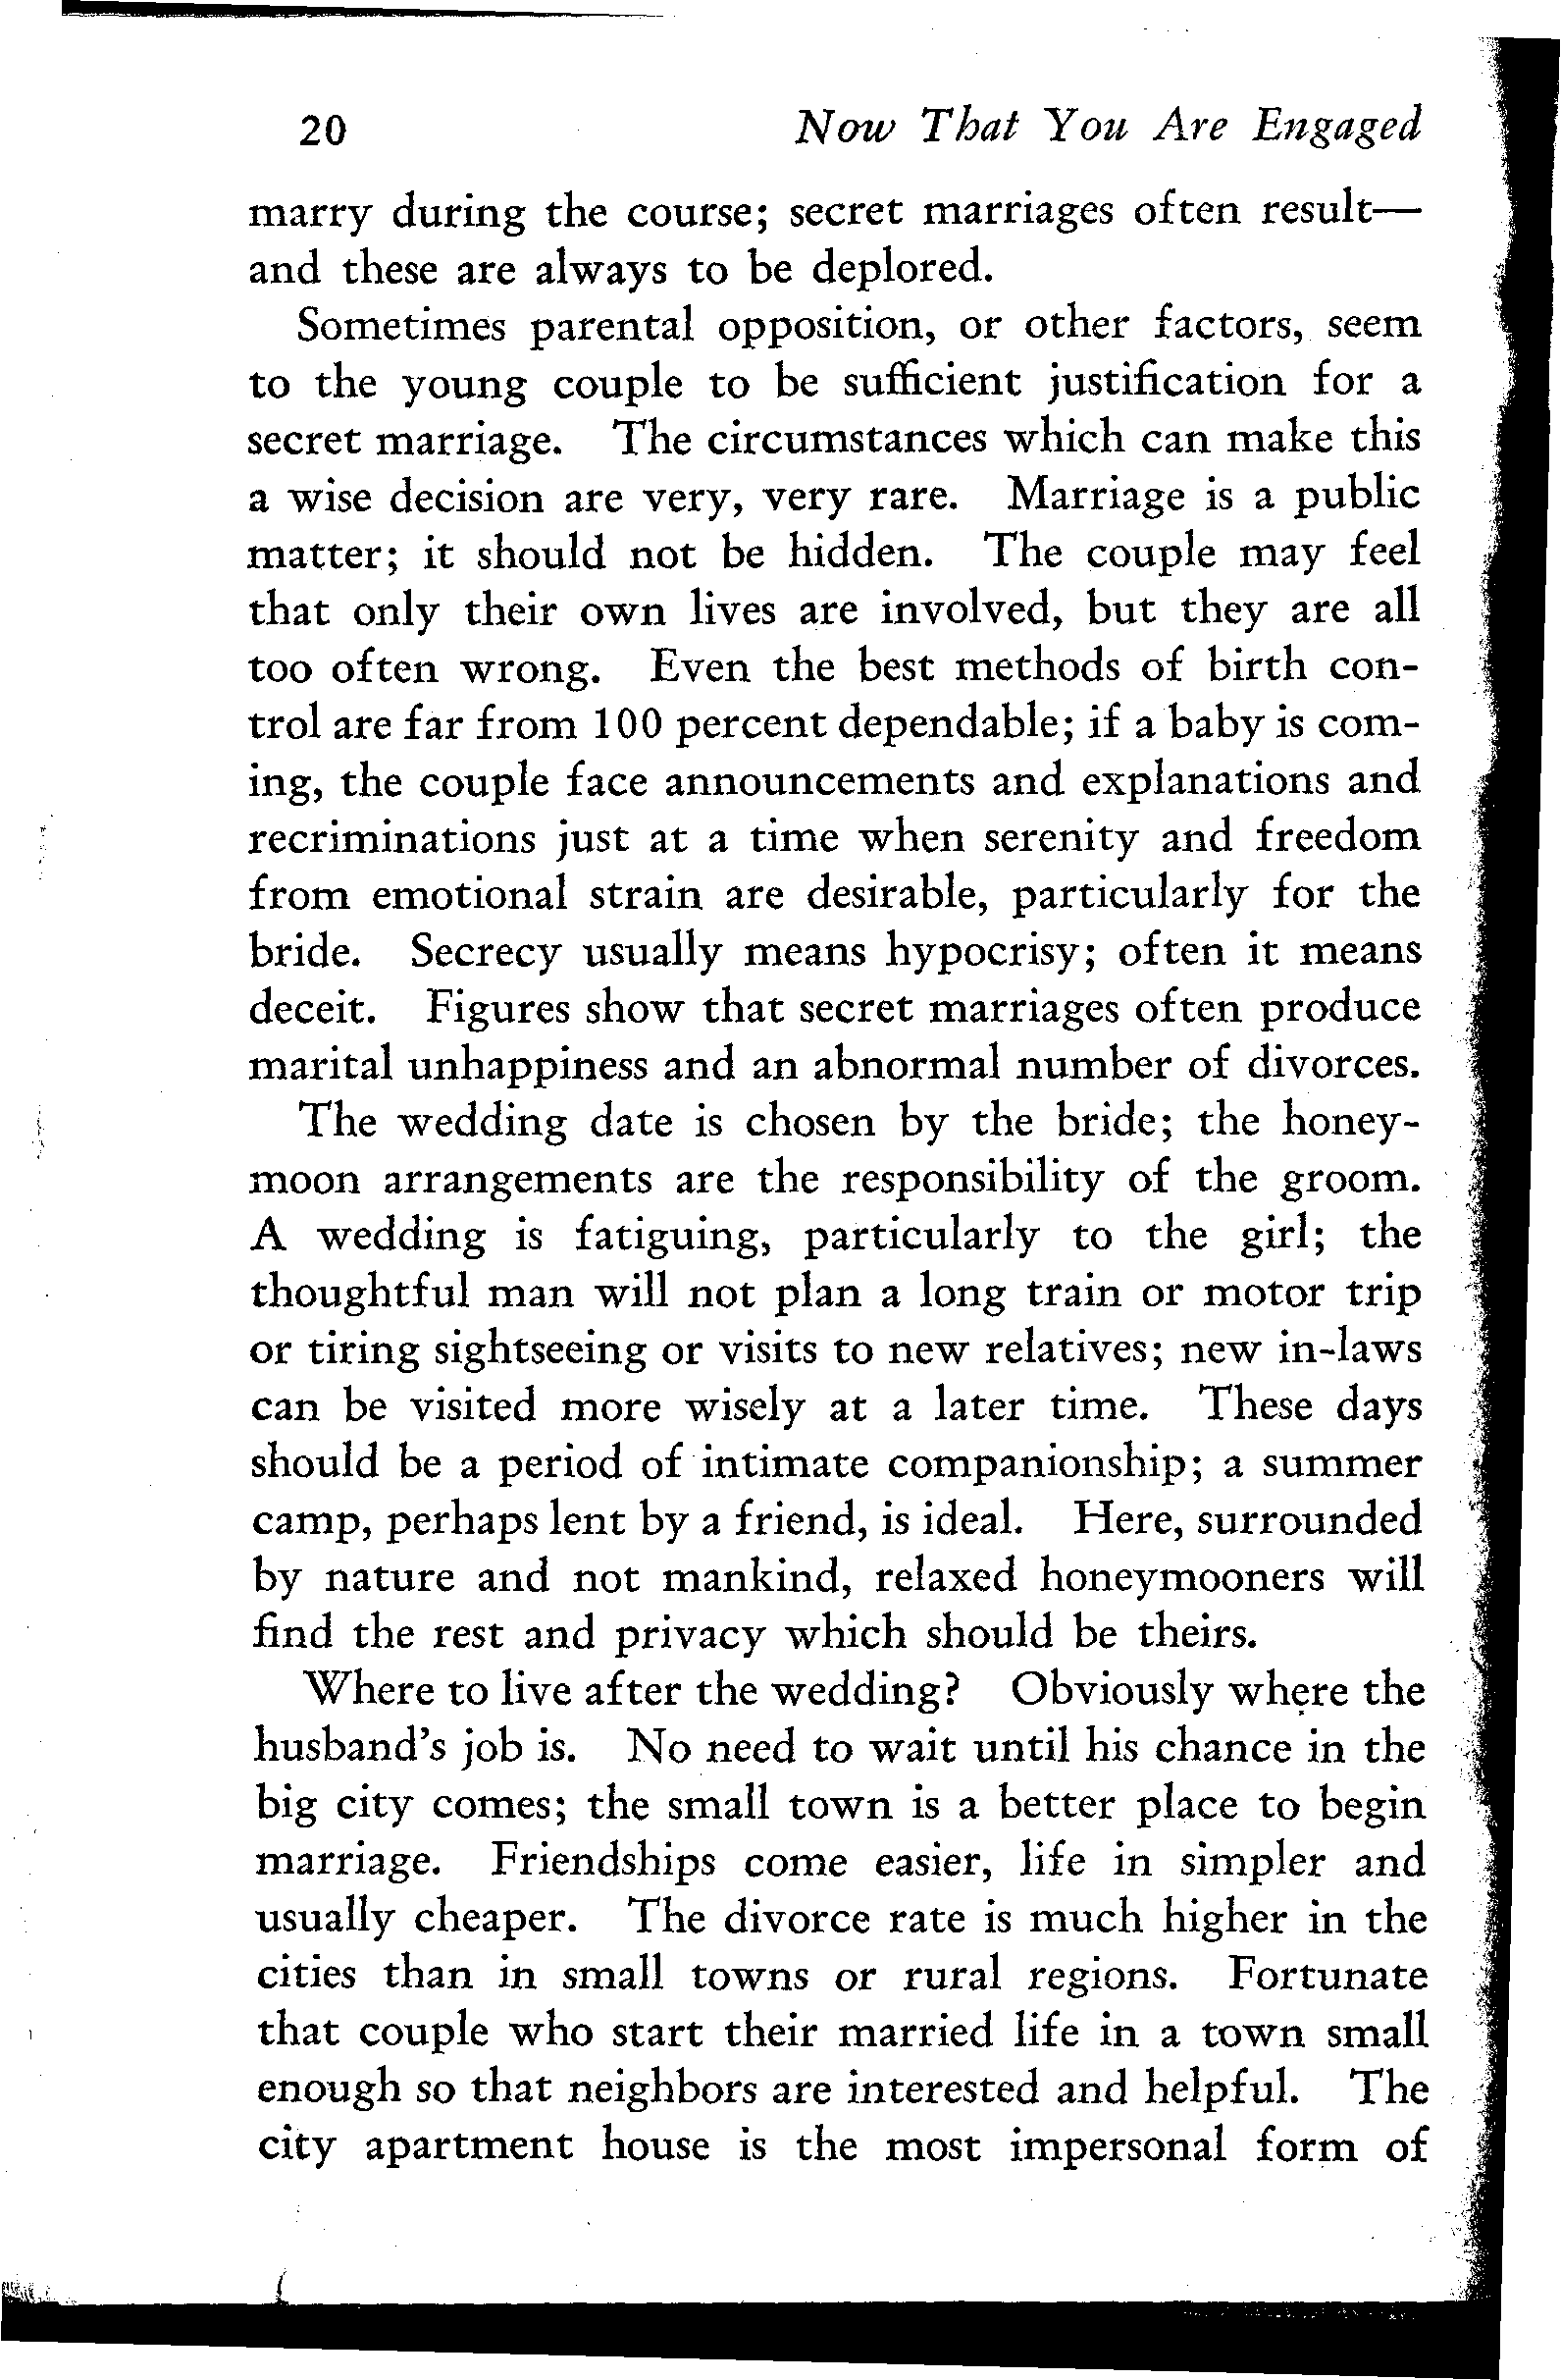 20 Now That You Are Engaged
marry during the course; secret marriages often result—
and these are always to be deplored.
Sometimes parental opposition, or other factors, seem
to the young couple to be sufficient justification for a
secret marriage. The circumstances which can make this
a wise decision are very, very rare. Marriage is a public
matter; it should not be hidden. The couple may feel
that only their own lives are involved, but they are all
too often wrong. Even the best methods of birth con-
trol are far from 100 percent dependable; if a baby is com-
ing, the couple face announcements and explanations and
recriminations just at a time when serenity and freedom
from emotional strain are desirable, particularly for the
bride. Secrecy usually means hypocrisy; often it means
deceit. Figures show that secret marriages often produce
marital unhappiness and an abnormal number of divorces.
The wedding date is chosen by the bride; the honey-
moon arrangements are the responsibility of the groom.
A wedding is fatiguing, particularly to the girl; the
thoughtful man will not plan a long train or motor trip
or tiring sightseeing or visits to new relatives; new in-laws
can be visited more wisely at a later time. These days
should be a period of intimate companionship; a summer
camp, perhaps lent by a friend, is ideal. Here, surrounded
by nature and not mankind, relaxed honeymooners will
find the rest and privacy which should be theirs.
Where to live after the wedding? Obviously where the
husband's job is. No need to wait until his chance in the
big city comes; the small town is a better place to begin
marriage. Friendships come easier, life in simpler and
usually cheaper. The divorce rate is much higher in the
cities than in small towns or rural regions. Fortunate
that couple who start their married life in a town small
enough so that neighbors are interested and helpful. The
city apartment house is the most impersonal form of